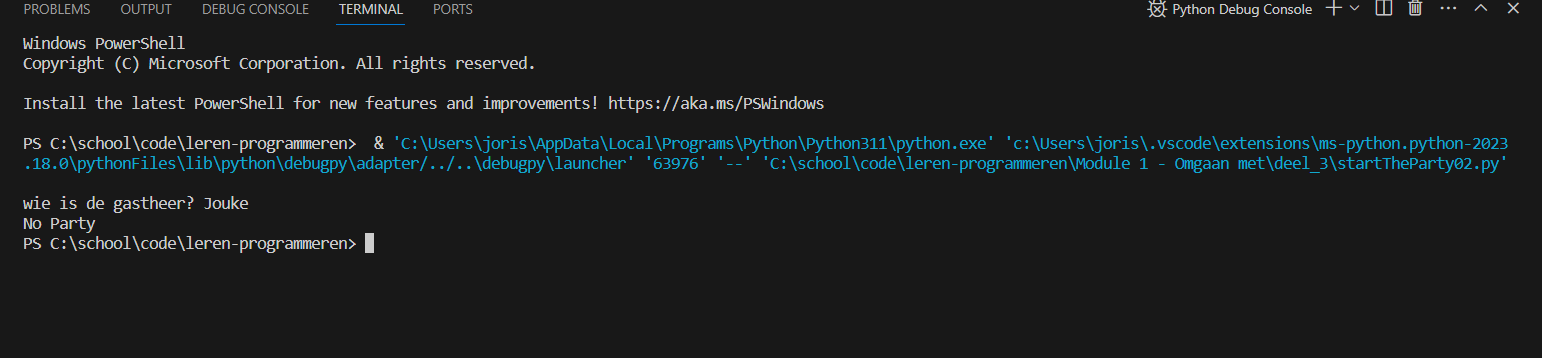 PROBLEMS OUTPUT DEBUG CONSOLE TERMINAL PORTS Python Debug Console
Windows PowerShell
Copyright (C) Microsoft Corporation. All rights reserved.
Install the latest PowerShell for new features and improvements! https://aka.ms/PSWindows
PS C:\school\code\leren-programmeren>  & 'C:\Users\joris\AppData\Local\Programs\Python\Python311\python.exe' 'c:\Users\joris\.vscode\extensions\ms-python.python-2023
.18.0\pythonFiles\lib\python\debugpy\adapter/../..\debugpy\launcher' '63976' '--' 'C:\school\code\leren-programmeren\Module 1 - Omgaan met\deel_3\startTheParty02.py'
wie is de gastheer? Jouke
No Party
PS C:\school\code\leren-programmeren>